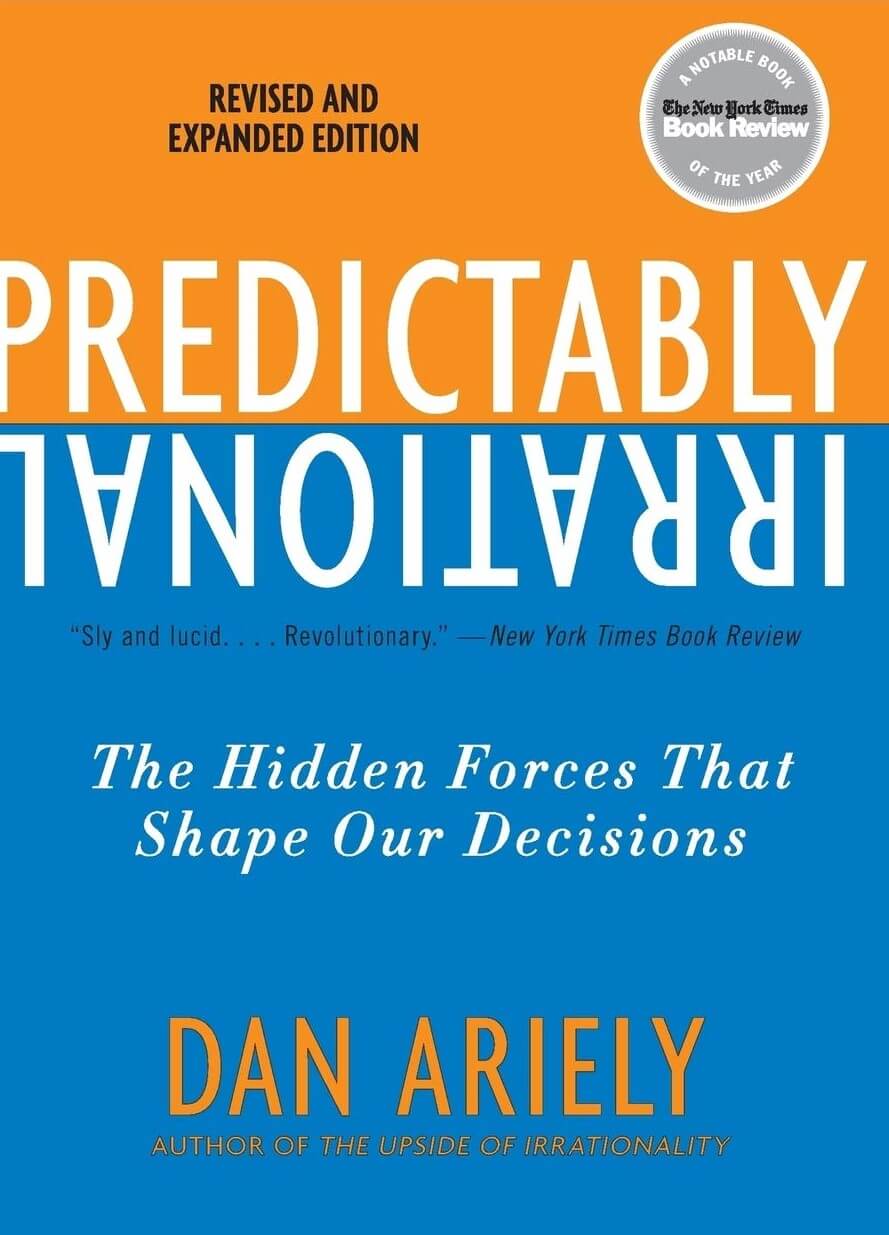 REVISED AND
EXPANDED EDITION
A NOTABLE BOOK
The New York Times
Book Review
OF THE YEAR
PREDICTABLY
IRRATIONAL
“Sly and lucid. . . . Revolutionary.” —New York Times Book Review
The Hidden Forces That
Shape Our Decisions
DAN ARIELY
AUTHOR OF THE UPSIDE OF IRRATIONALITY